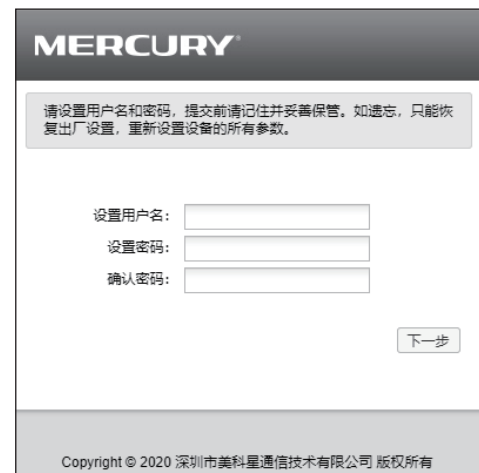 MERCURY
请设置用户名和密码，提交前请记住并妥善保管。如遗忘，只能恢
复出厂设置，重新设置设备的所有参数。
设置用户名：
设置密码：
确认密码：
下一步
Copyright © 2020 深圳市美科星通信技术有限公司 版权所有